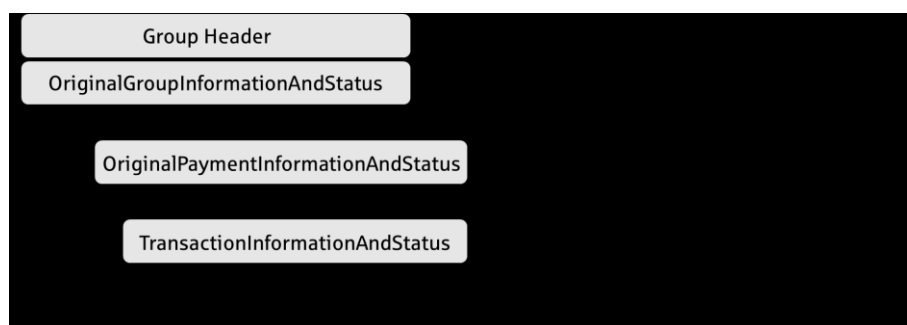 Group Header
OriginalGroupInformationAndStatus
OriginalPaymentInformationAndStatus
TransactionInformationAndStatus